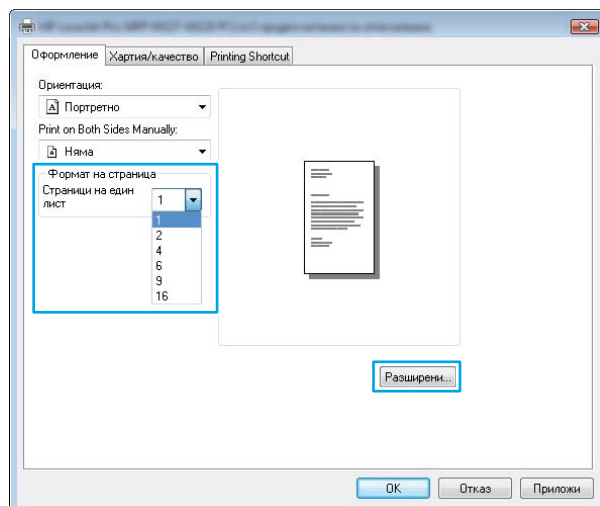 Оформление
Хартия/качество
Printing Shortcut
Ориентация:
Портретно
Print on Both Sides Manually:
Няма
Формат на страница
Страници на един
лист
1
1
2
4
6
9
16
Разширени...
OK
Отказ
Приложи